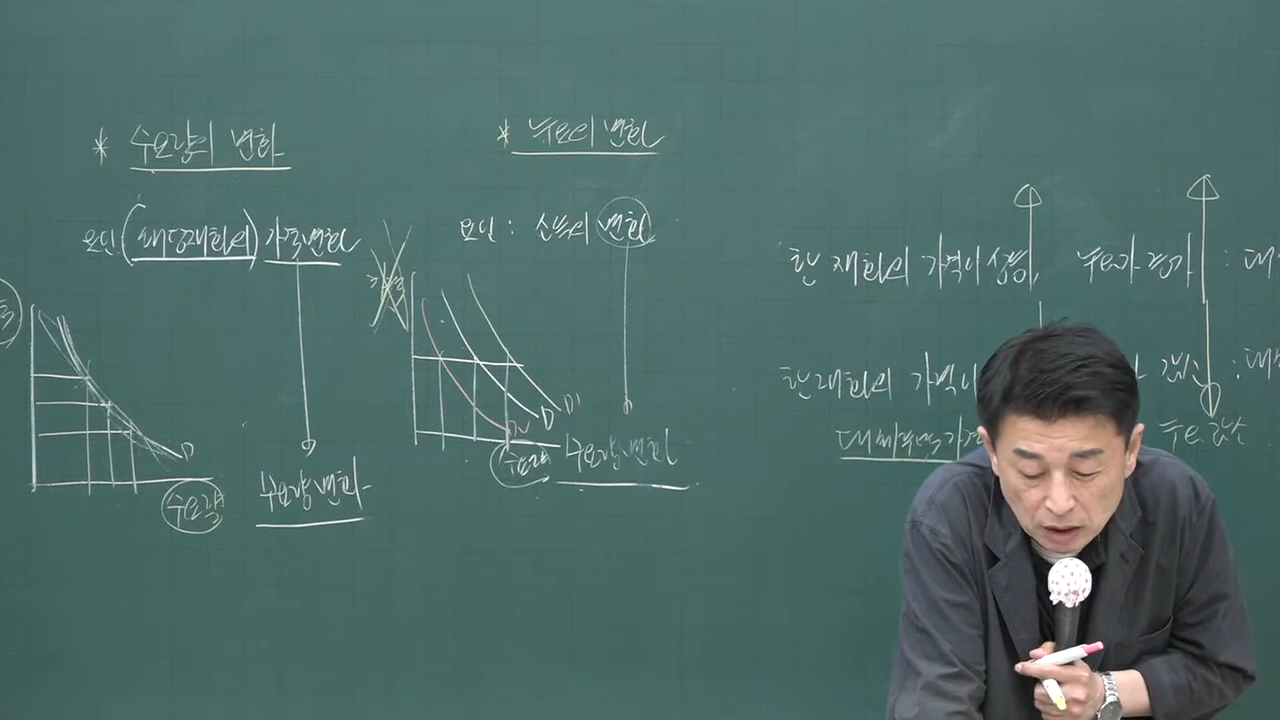 * 수요량의 변화
요인 (해당재화의) 가격변화
수요량
D
수요량 변화
* 수요의 변화
요인 : 소득의 변화
가격
D D'
수요량 수요량변화
한 재화의 가격이 상승, 수요가 증가 :
한 재화의 가격이
수요 감소